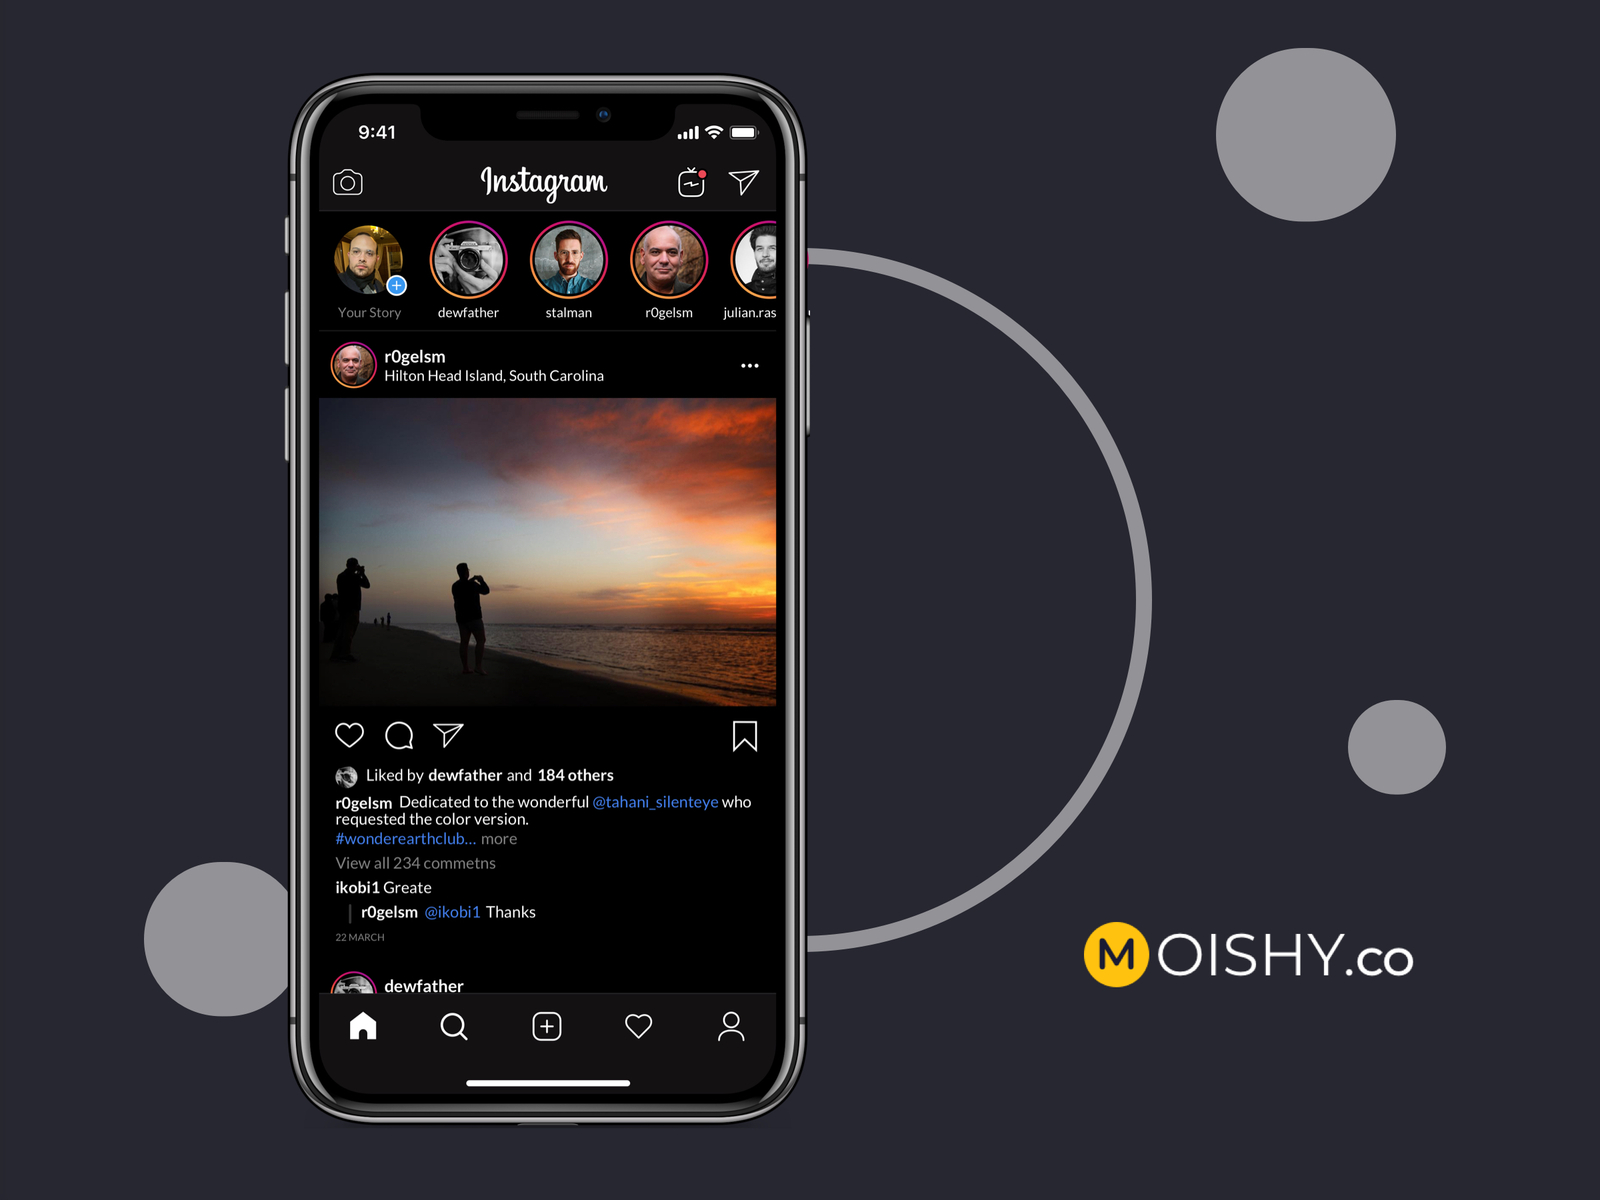 9:41
Instagram
Your Story
dewfather
stalman
r0gelsm
julian.ras
r0gelsm
Hilton Head Island, South Carolina
Liked by dewfather and 184 others
r0gelsm Dedicated to the wonderful @tahani_silenteye who
requested the color version.
#wonderearthclub... more
View all 234 commetns
ikobi1 Greate
r0gelsm @ikobi1 Thanks
22 MARCH
dewfather
MOISHY.co